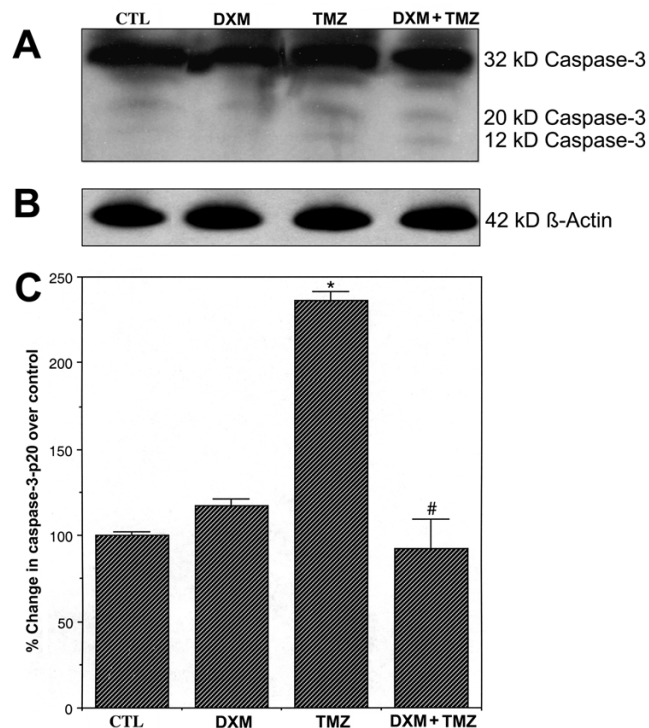 CTL DXM TMZ DXM + TMZ
A
32 kD Caspase-3
20 kD Caspase-3
12 kD Caspase-3
B
42 kD ß-Actin
C
% Change in caspase-3-p20 over control
250
200
150
100
50
0
*
#
CTL DXM TMZ DXM + TMZ